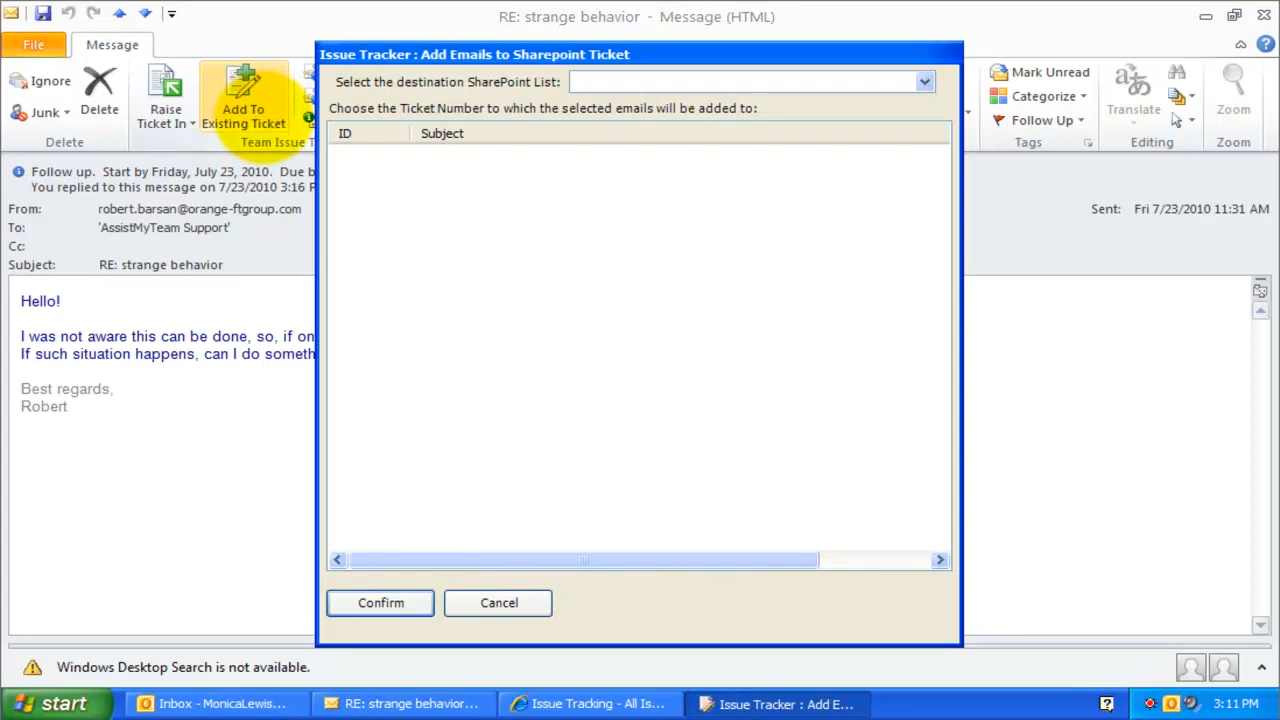 RE: strange behavior - Message (HTML)
File
Message
Ignore
Junk
Delete
Delete
Raise
Ticket In
Add To
Existing Ticket
Team Issue T
Mark Unread
Categorize
Follow Up
Tags
Translate
Editing
Zoom
Zoom
Issue Tracker : Add Emails to Sharepoint Ticket
Select the destination SharePoint List:
Choose the Ticket Number to which the selected emails will be added to:
ID Subject
Confirm Cancel
Follow up. Start by Friday, July 23, 2010. Due b
You replied to this message on 7/23/2010 3:16 P
From: robert.barsan@orange-ftgroup.com
Sent: Fri 7/23/2010 11:31 AM
To: 'AssistMyTeam Support'
Cc:
Subject: RE: strange behavior
Hello!
I was not aware this can be done, so, if on
If such situation happens, can I do someth
Best regards,
Robert
Windows Desktop Search is not available.
start
Inbox - MonicaLewis...
RE: strange behavior...
Issue Tracking - All Is...
Issue Tracker : Add E...
3:11 PM